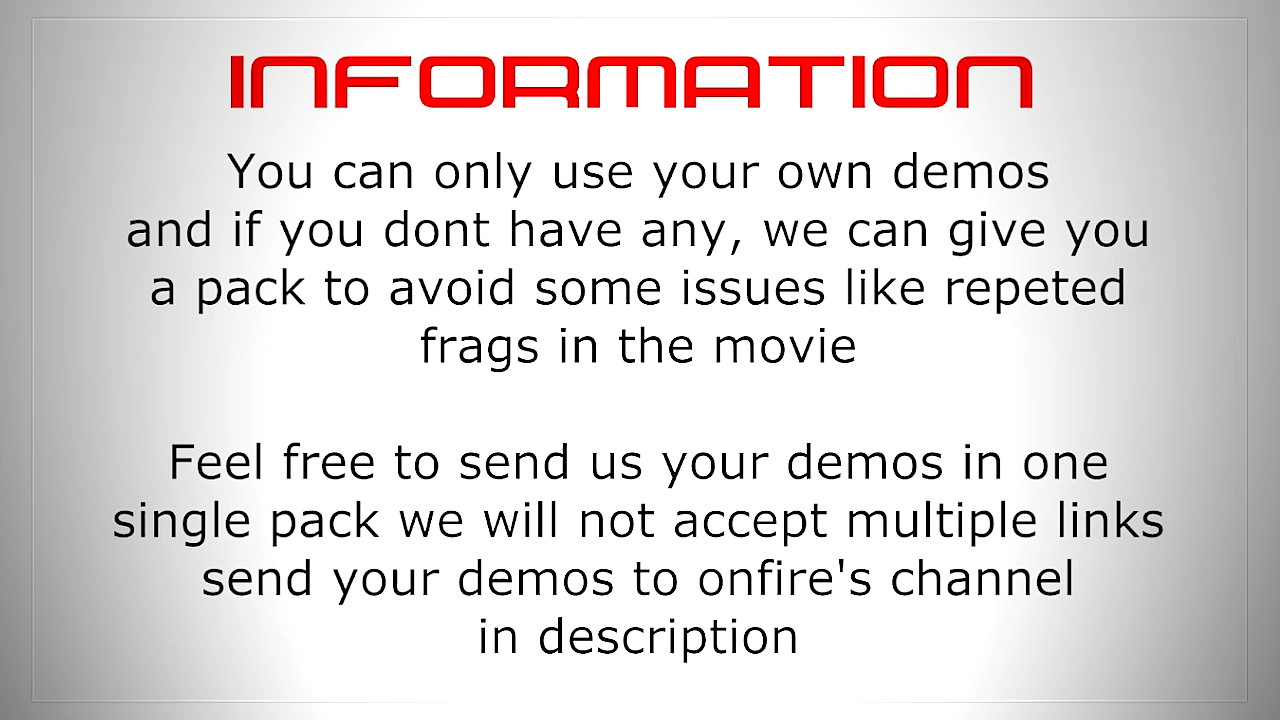 INFORMATION
You can only use your own demos
and if you dont have any, we can give you
a pack to avoid some issues like repeted
frags in the movie
Feel free to send us your demos in one
single pack we will not accept multiple links
send your demos to onfire's channel
in description